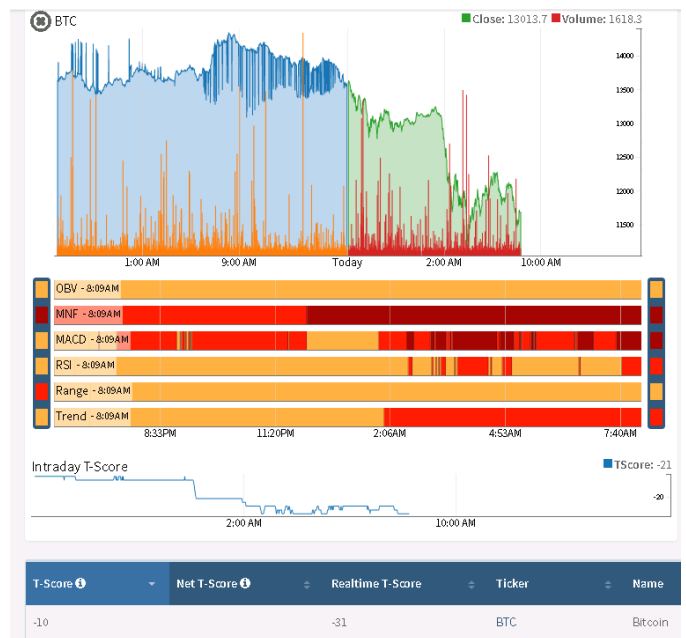 BTC
Close: 13013.7 Volume: 1618.3
14000
13500
13000
12500
12000
11500
1:00 AM 9:00 AM Today 2:00 AM 10:00 AM
OBV - 8:09AM
MNF - 8:09AM
MACD - 8:09AM
RSI - 8:09AM
Range - 8:09AM
Trend - 8:09AM
8:33PM 11:20PM 2:06AM 4:53AM 7:40AM
Intraday T-Score
TScore: -21
-20
2:00 AM 10:00 AM
T-Score Net T-Score Realtime T-Score Ticker Name
-10 -31 BTC Bitcoin